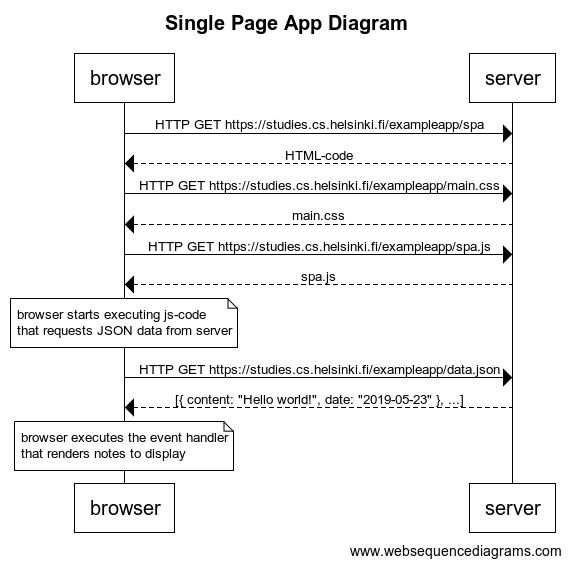 Single Page App Diagram
browser
server
HTTP GET https://studies.cs.helsinki.fi/exampleapp/spa
HTML-code
HTTP GET https://studies.cs.helsinki.fi/exampleapp/main.css
main.css
HTTP GET https://studies.cs.helsinki.fi/exampleapp/spa.js
spa.js
browser starts executing js-code
that requests JSON data from server
HTTP GET https://studies.cs.helsinki.fi/exampleapp/data.json
[{ content: "Hello world!", date: "2019-05-23" }, ...]
browser executes the event handler
that renders notes to display
browser
server
www.websequencediagrams.com